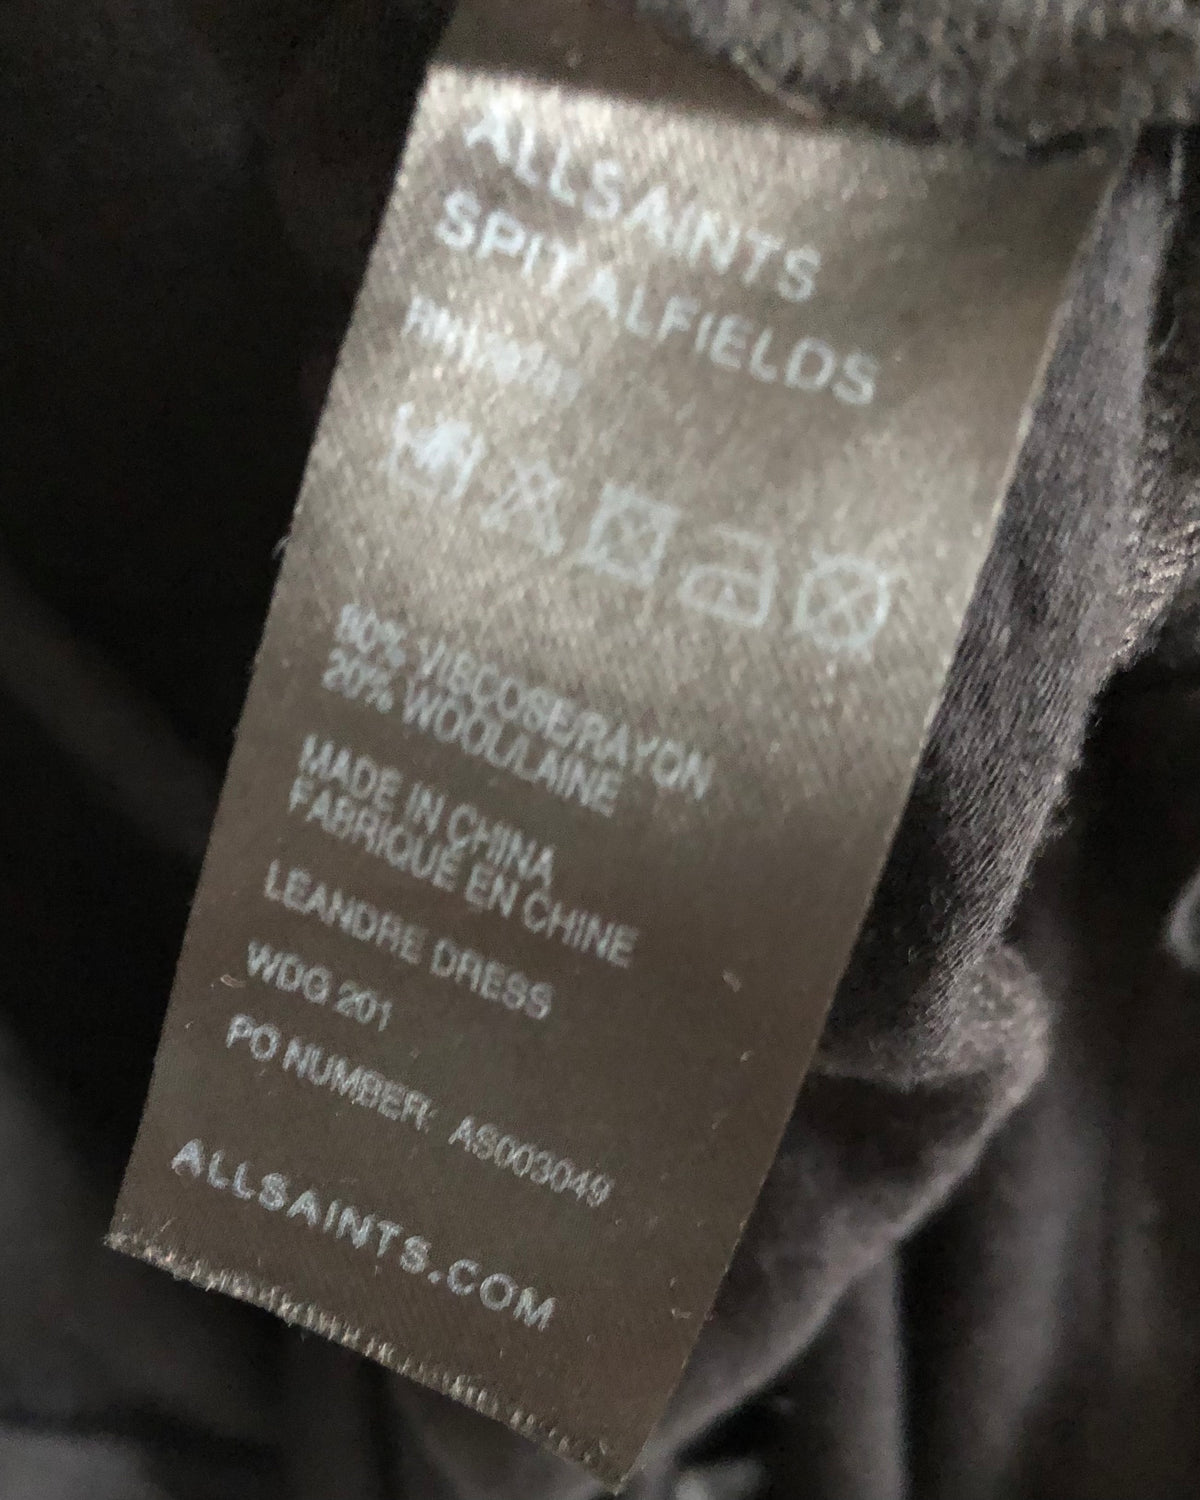 ALLSAINTS
SPITALFIELDS
80% VISCOSE/RAYON
20% WOOL/LAINE
MADE IN CHINA
FABRIQUE EN CHINE
LEANDRE DRESS
WDG 201
PO NUMBER: AS003049
ALLSAINTS.COM